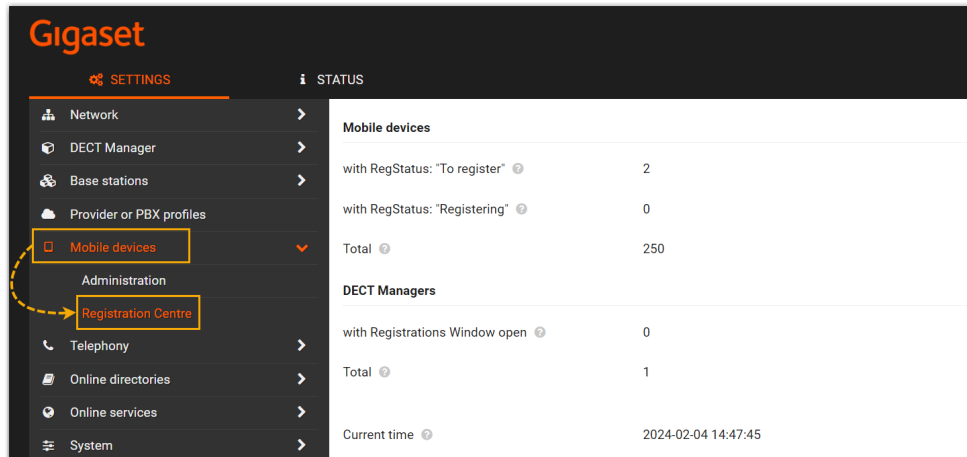 Gigaset
SETTINGS
STATUS
Network
DECT Manager
Base stations
Provider or PBX profiles
Mobile devices
Administration
Registration Centre
Telephony
Online directories
Online services
System
Mobile devices
with RegStatus: "To register" 2
with RegStatus: "Registering" 0
Total 250
DECT Managers
with Registrations Window open 0
Total 1
Current time 2024-02-04 14:47:45